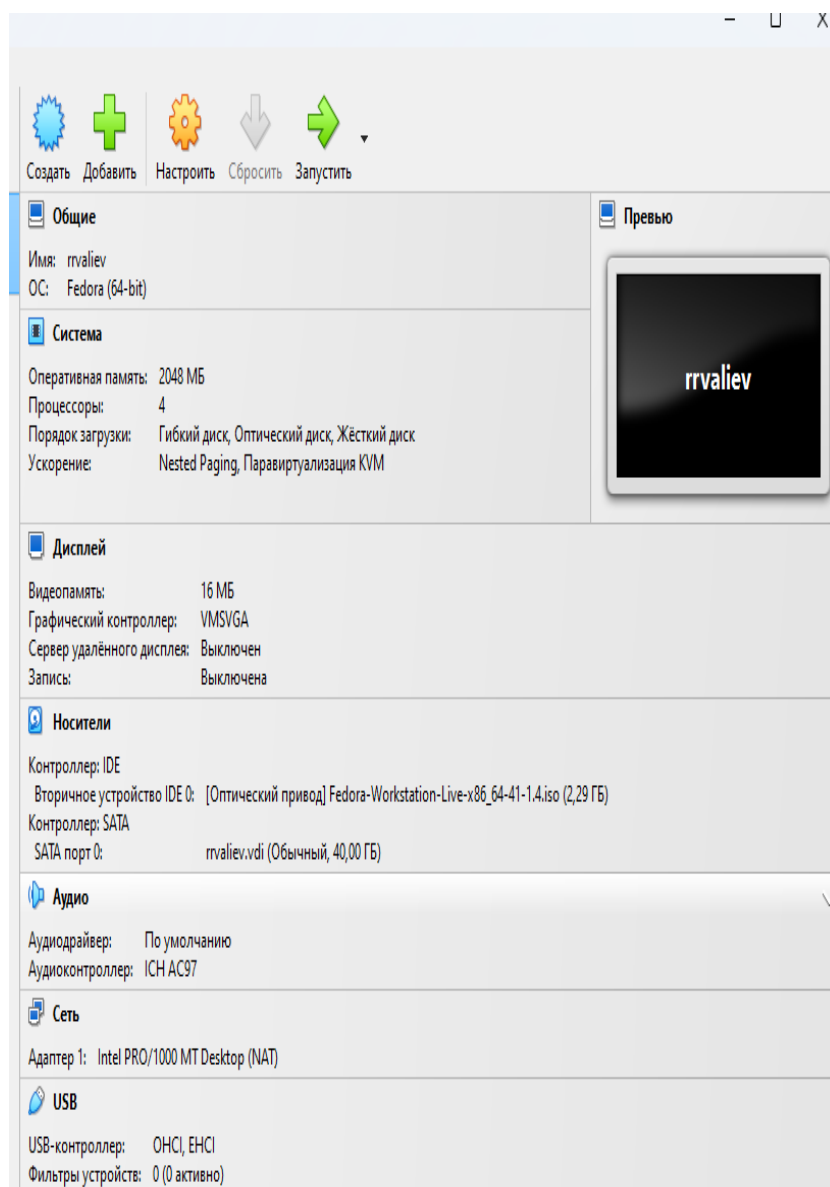 Создать Добавить Настроить Сбросить Запустить
Общие
Имя: rrvaliev
ОС: Fedora (64-bit)
Превью
rrvaliev
Система
Оперативная память: 2048 МБ
Процессоры: 4
Порядок загрузки: Гибкий диск, Оптический диск, Жёсткий диск
Ускорение: Nested Paging, Паравиртуализация KVM
Дисплей
Видеопамять: 16 МБ
Графический контроллер: VMSVGA
Сервер удалённого дисплея: Выключен
Запись: Выключена
Носители
Контроллер: IDE
Вторичное устройство IDE 0: [Оптический привод] Fedora-Workstation-Live-x86_64-41-1.4.iso (2,29 ГБ)
Контроллер: SATA
SATA порт 0: rrvaliev.vdi (Обычный, 40,00 ГБ)
Аудио
Аудиодрайвер: По умолчанию
Аудиоконтроллер: ICH AC97
Сеть
Адаптер 1: Intel PRO/1000 MT Desktop (NAT)
USB
USB-контроллер: OHCI, EHCI
Фильтры устройств: 0 (0 активно)